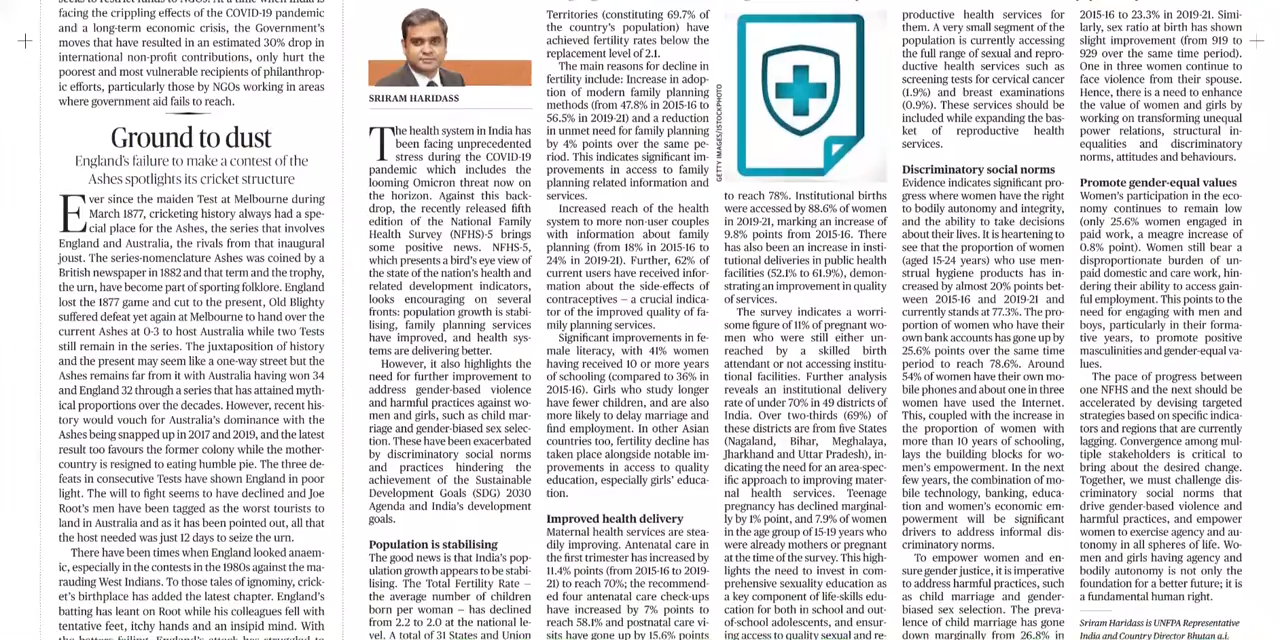 facing the crippling effects of the COVID-19 pandemic
and a long-term economic crisis, the Government's
moves that have resulted in an estimated 30% drop in
international non-profit contributions, only hurt the
poorest and most vulnerable recipients of philanthrop-
ic efforts, particularly those by NGOs working in areas
where government aid fails to reach.
Ground to dust
England's failure to make a contest of the
Ashes spotlights its cricket structure
Ever since the maiden Test at Melbourne during
March 1877, cricketing history always had a spe-
cial place for the Ashes, the series that involves
England and Australia, the rivals from that inaugural
joust. The series-nomenclature Ashes was coined by a
British newspaper in 1882 and that term and the trophy,
the urn, have become part of sporting folklore. England
lost the 1877 game and cut to the present, Old Blighty
suffered defeat yet again at Melbourne to hand over the
current Ashes at 0-3 to host Australia while two Tests
still remain in the series. The juxtaposition of history
and the present may seem like a one-way street but the
Ashes remains far from it with Australia having won 34
and England 32 through a series that has attained myth-
ical proportions over the decades. However, recent his-
tory would vouch for Australia's dominance with the
Ashes being snapped up in 2017 and 2019, and the latest
result too favours the former colony while the mother-
country is resigned to eating humble pie. The three de-
feats in consecutive Tests have shown England in poor
light. The will to fight seems to have declined and Joe
Root's men have been tagged as the worst tourists to
land in Australia and as it has been pointed out, all that
the host needed was just 12 days to seize the urn.
There have been times when England looked anaem-
ic, especially in the contests in the 1980s against the ma-
rauding West Indians. To those tales of ignominy, crick-
et's birthplace has added the latest chapter. England's
batting has leant on Root while his colleagues fell with
tentative feet, itchy hands and an insipid mind. With
SRIRAM HARIDASS
The health system in India has
been facing unprecedented
stress during the COVID-19
pandemic which includes the
looming Omicron threat now on
the horizon. Against this back-
drop, the recently released fifth
edition of the National Family
Health Survey (NFHS)-5 brings
some positive news. NFHS-5,
which presents a bird's eye view of
the state of the nation's health and
related development indicators,
looks encouraging on several
fronts: population growth is stabi-
lising, family planning services
have improved, and health sys-
tems are delivering better.
However, it also highlights the
need for further improvement to
address gender-based violence
and harmful practices against wo-
men and girls, such as child mar-
riage and gender-biased sex selec-
tion. These have been exacerbated
by discriminatory social norms
and practices hindering the
achievement of the Sustainable
Development Goals (SDG) 2030
Agenda and India's development
goals.
Population is stabilising
The good news is that India's pop-
ulation growth appears to be stabi-
lising. The Total Fertility Rate —
the average number of children
born per woman — has declined
from 2.2 to 2.0 at the national le-
vel. A total of 31 States and Union
Territories (constituting 69.7% of
the country's population) have
achieved fertility rates below the
replacement level of 2.1.
The main reasons for decline in
fertility include: Increase in adop-
tion of modern family planning
methods (from 47.8% in 2015-16 to
56.5% in 2019-21) and a reduction
in unmet need for family planning
by 4% points over the same pe-
riod. This indicates significant im-
provements in access to family
planning related information and
services.
Increased reach of the health
system to more non-user couples
with information about family
planning (from 18% in 2015-16 to
24% in 2019-21). Further, 62% of
current users have received infor-
mation about the side-effects of
contraceptives — a crucial indica-
tor of the improved quality of fa-
mily planning services.
Significant improvements in fe-
male literacy, with 41% women
having received 10 or more years
of schooling (compared to 36% in
2015-16). Girls who study longer
have fewer children, and are also
more likely to delay marriage and
find employment. In other Asian
countries too, fertility decline has
taken place alongside notable im-
provements in access to quality
education, especially girls' educa-
tion.
Improved health delivery
Maternal health services are stea-
dily improving. Antenatal care in
the first trimester has increased by
11.4% points (from 2015-16 to 2019-
21) to reach 70%; the recommend-
ed four antenatal care check-ups
have increased by 7% points to
reach 58.1% and postnatal care vi-
sits have gone up by 15.6% points
GETTY IMAGES/ISTOCKPHOTO
to reach 78%. Institutional births
were accessed by 88.6% of women
in 2019-21, marking an increase of
9.8% points from 2015-16. There
has also been an increase in insti-
tutional deliveries in public health
facilities (52.1% to 61.9%), demon-
strating an improvement in quality
of services.
The survey indicates a worri-
some figure of 11% of pregnant wo-
men who were still either un-
reached by a skilled birth
attendant or not accessing institu-
tional facilities. Further analysis
reveals an institutional delivery
rate of under 70% in 49 districts of
India. Over two-thirds (69%) of
these districts are from five States
(Nagaland, Bihar, Meghalaya,
Jharkhand and Uttar Pradesh), in-
dicating the need for an area-spec-
ific approach to improving mater-
nal health services. Teenage
pregnancy has declined marginal-
ly by 1% point, and 7.9% of women
in the age group of 15-19 years who
were already mothers or pregnant
at the time of the survey. This high-
lights the need to invest in com-
prehensive sexuality education as
a key component of life-skills edu-
cation for both in school and out-
of-school adolescents, and ensur-
ing access to quality sexual and re-
productive health services for
them. A very small segment of the
population is currently accessing
the full range of sexual and repro-
ductive health services such as
screening tests for cervical cancer
(1.9%) and breast examinations
(0.9%). These services should be
included while expanding the bas-
ket of reproductive health
services.
Discriminatory social norms
Evidence indicates significant pro-
gress where women have the right
to bodily autonomy and integrity,
and the ability to take decisions
about their lives. It is heartening to
see that the proportion of women
(aged 15-24 years) who use men-
strual hygiene products has in-
creased by almost 20% points bet-
ween 2015-16 and 2019-21 and
currently stands at 77.3%. The pro-
portion of women who have their
own bank accounts has gone up by
25.6% points over the same time
period to reach 78.6%. Around
54% of women have their own mo-
bile phones and about one in three
women have used the Internet.
This, coupled with the increase in
the proportion of women with
more than 10 years of schooling,
lays the building blocks for wo-
men's empowerment. In the next
few years, the combination of mo-
bile technology, banking, educa-
tion and women's economic em-
powerment will be significant
drivers to address informal dis-
criminatory norms.
To empower women and en-
sure gender justice, it is imperative
to address harmful practices, such
as child marriage and gender-
biased sex selection. The preva-
lence of child marriage has gone
down marginally from 26.8% in
2015-16 to 23.3% in 2019-21. Simi-
larly, sex ratio at birth has shown
slight improvement (from 919 to
929 over the same time period).
One in three women continue to
face violence from their spouse.
Hence, there is a need to enhance
the value of women and girls by
working on transforming unequal
power relations, structural in-
equalities and discriminatory
norms, attitudes and behaviours.
Promote gender-equal values
Women's participation in the eco-
nomy continues to remain low
(only 25.6% women engaged in
paid work, a meagre increase of
0.8% point). Women still bear a
disproportionate burden of un-
paid domestic and care work, hin-
dering their ability to access gain-
ful employment. This points to the
need for engaging with men and
boys, particularly in their forma-
tive years, to promote positive
masculinities and gender-equal va-
lues.
The pace of progress between
one NFHS and the next should be
accelerated by devising targeted
strategies based on specific indica-
tors and regions that are currently
lagging. Convergence among mul-
tiple stakeholders is critical to
bring about the desired change.
Together, we must challenge dis-
criminatory social norms that
drive gender-based violence and
harmful practices, and empower
women to exercise agency and au-
tonomy in all spheres of life. Wo-
men and girls having agency and
bodily autonomy is not only the
foundation for a better future; it is
a fundamental human right.
Sriram Haridass is UNFPA Representative
India and Country Director Bhutan a.i.